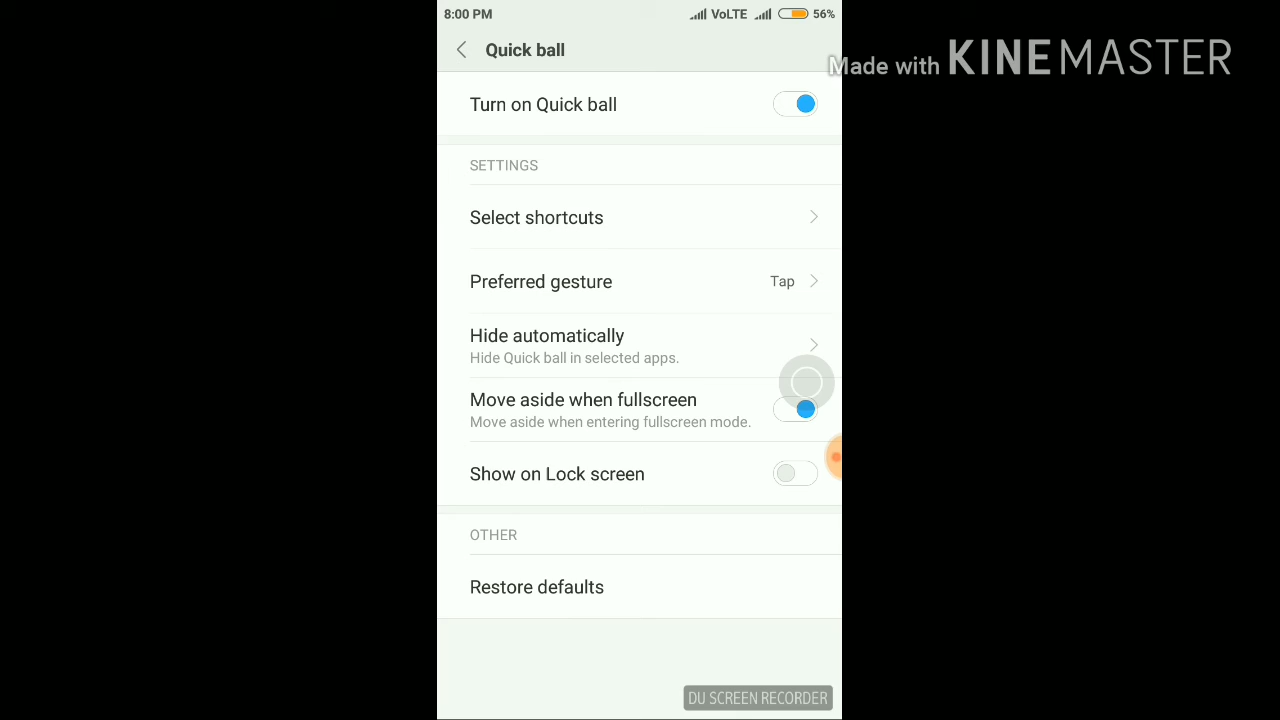 8:00 PM VoLTE 56%
Quick ball
Made with KINEMASTER
Turn on Quick ball
SETTINGS
Select shortcuts
Preferred gesture Tap
Hide automatically
Hide Quick ball in selected apps.
Move aside when fullscreen
Move aside when entering fullscreen mode.
Show on Lock screen
OTHER
Restore defaults
DU SCREEN RECORDER